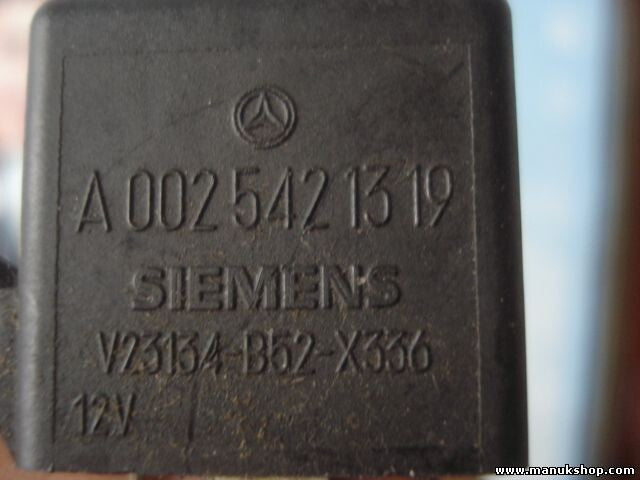 A 002 542 13 19
SIEMENS
V23134-B52-X336
12V
www.manukshop.com